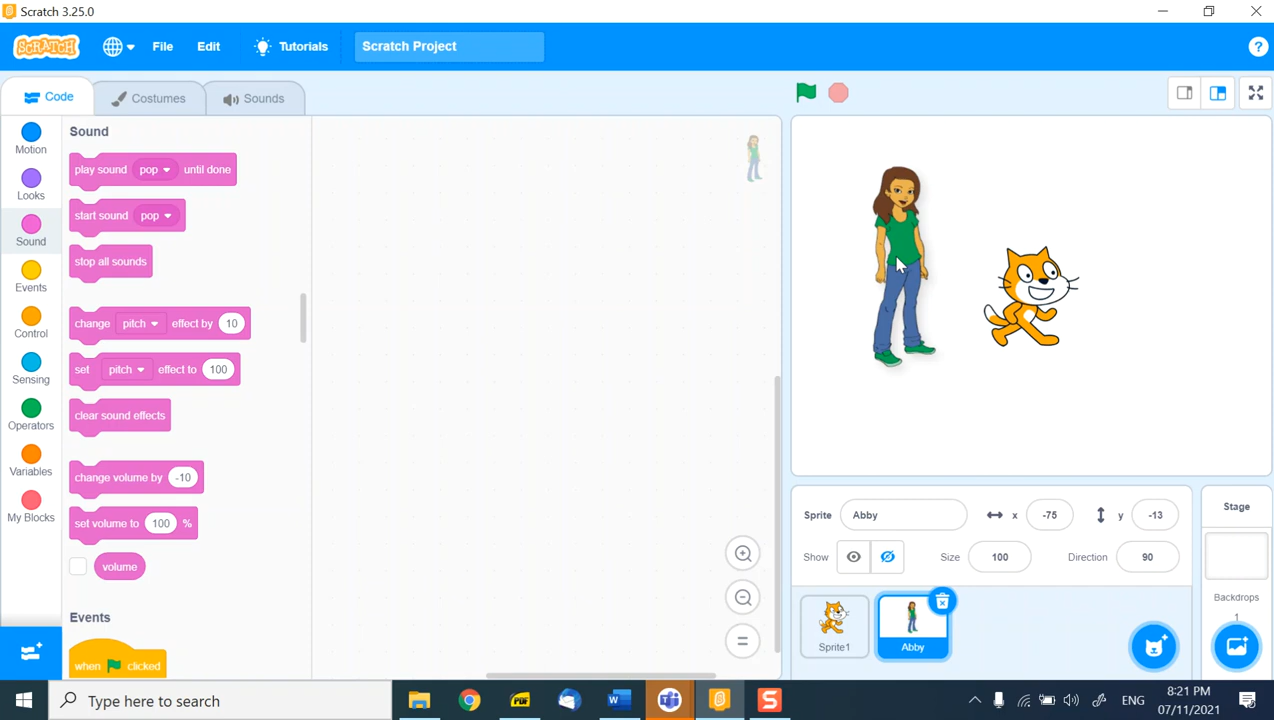 Scratch 3.25.0
SCRATCH
File
Edit
Tutorials
Scratch Project
?
Code
Costumes
Sounds
Motion
Looks
Sound
Events
Control
Sensing
Operators
Variables
My Blocks
Sound
play sound pop until done
start sound pop
stop all sounds
change pitch effect by 10
set pitch effect to 100
clear sound effects
change volume by -10
set volume to 100 %
volume
Events
when clicked
Sprite Abby x -75 y -13
Show Size 100 Direction 90
Sprite1
Abby
Stage
Backdrops
1
Type here to search
PDF
ENG
8:21 PM
07/11/2021